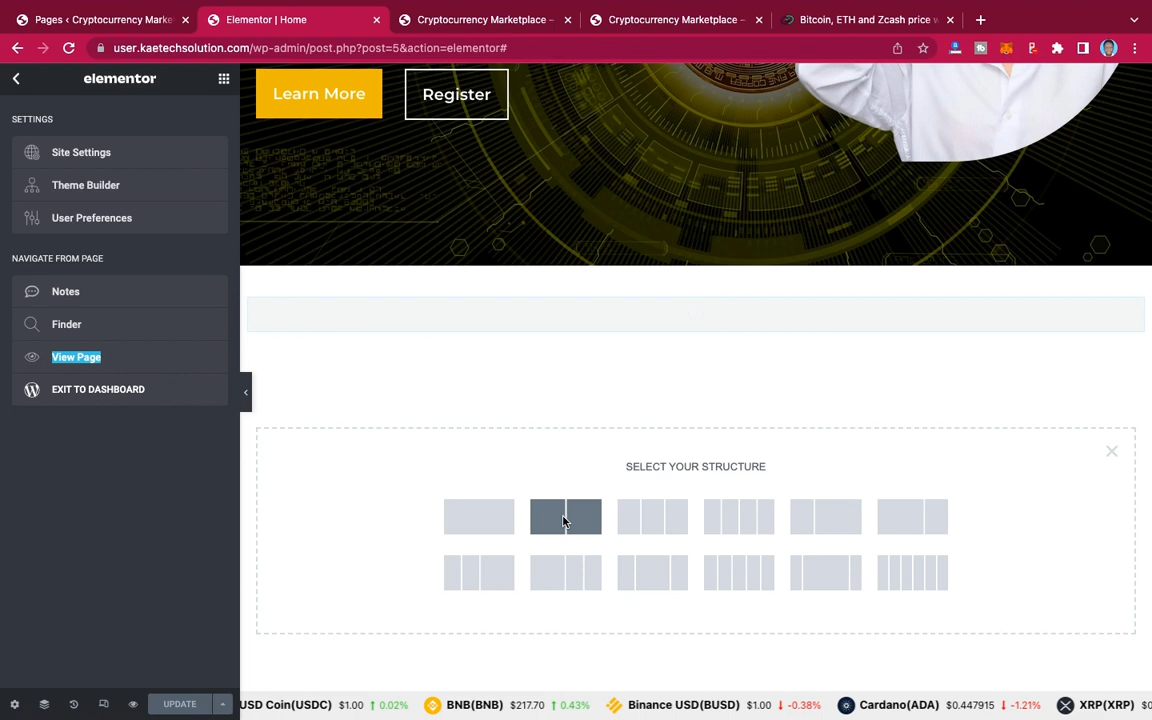 Pages < Cryptocurrency Marke
Elementor | Home
Cryptocurrency Marketplace –
Cryptocurrency Marketplace –
Bitcoin, ETH and Zcash price w
user.kaetechsolution.com/wp-admin/post.php?post=5&action=elementor#
elementor
SETTINGS
Site Settings
Theme Builder
User Preferences
NAVIGATE FROM PAGE
Notes
Finder
View Page
EXIT TO DASHBOARD
UPDATE
Learn More
Register
SELECT YOUR STRUCTURE
USD Coin(USDC) $1.00 ↑ 0.02% BNB(BNB) $217.70 ↑ 0.43% Binance USD(BUSD) $1.00 ↓ -0.38% Cardano(ADA) $0.447915 ↓ -1.21% XRP(XRP) $0